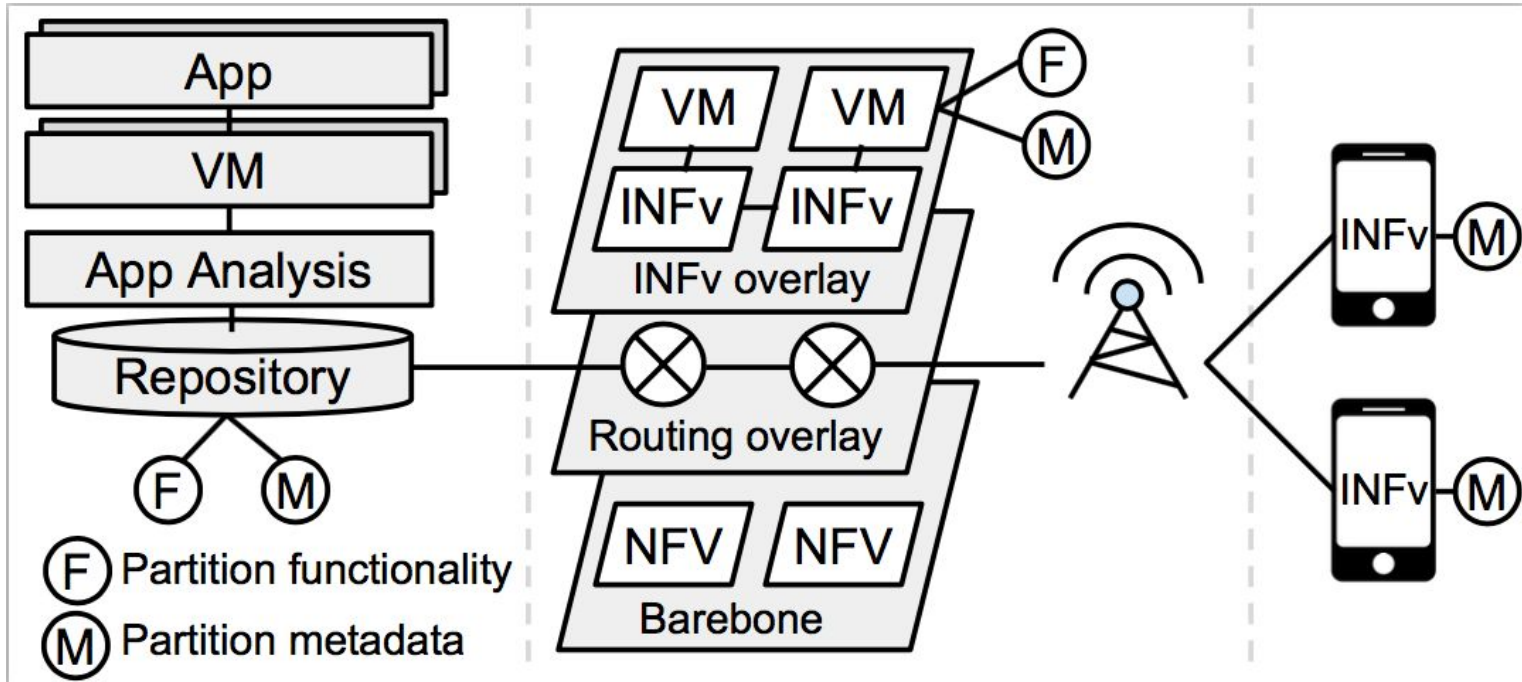 App
VM
App Analysis
Repository
F
M
F Partition functionality
M Partition metadata
VM
VM
F
M
INFv
INFv
INFv overlay
Routing overlay
NFV
NFV
Barebone
INFv
M
INFv
M